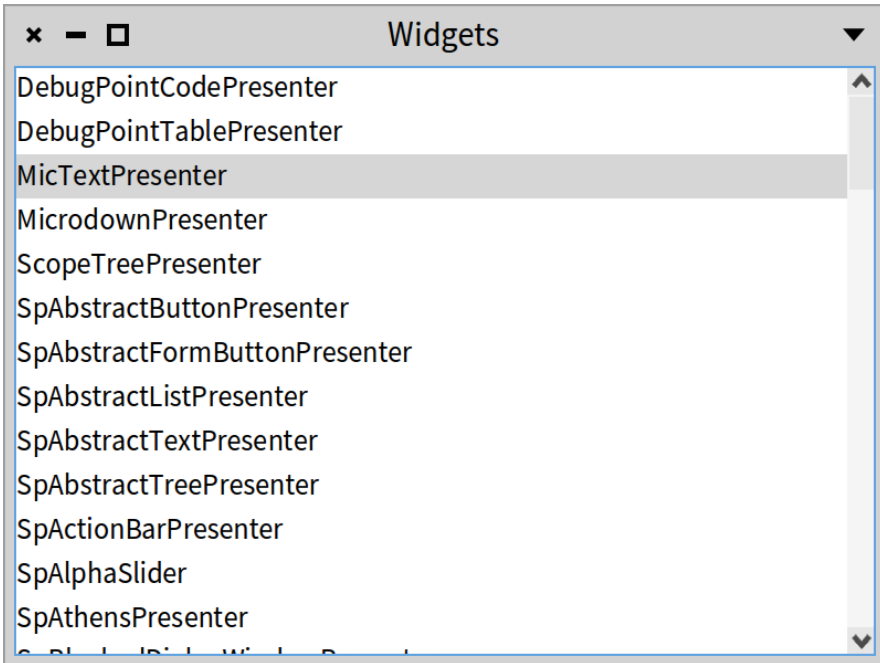 Widgets
DebugPointCodePresenter
DebugPointTablePresenter
MicTextPresenter
MicrodownPresenter
ScopeTreePresenter
SpAbstractButtonPresenter
SpAbstractFormButtonPresenter
SpAbstractListPresenter
SpAbstractTextPresenter
SpAbstractTreePresenter
SpActionBarPresenter
SpAlphaSlider
SpAthensPresenter